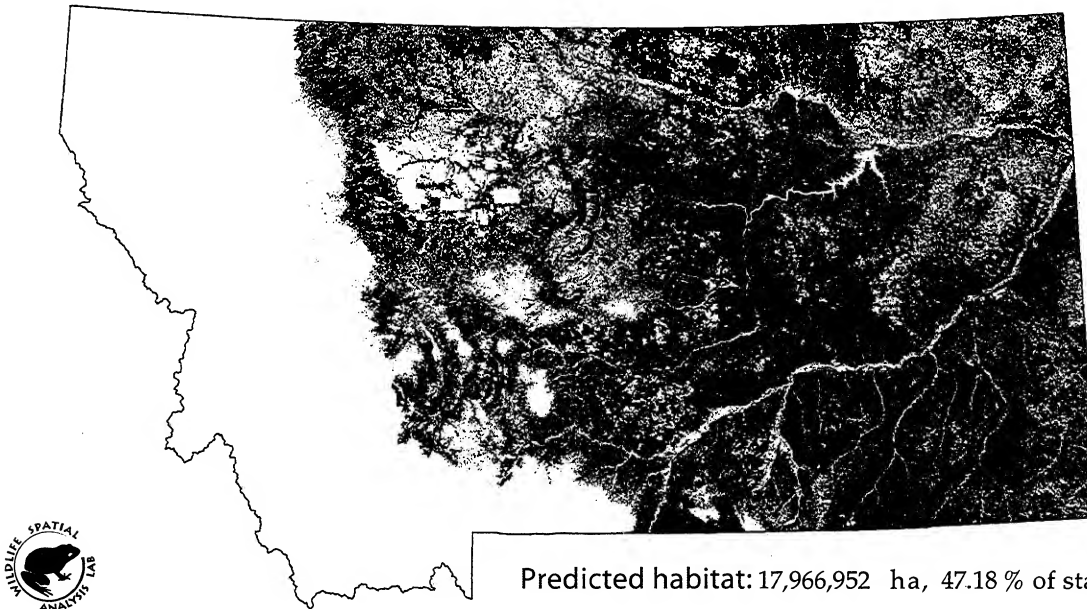 WILDLIFE SPATIAL ANALYSIS LAB
Predicted habitat: 17,966,952 ha, 47.18 % of sta